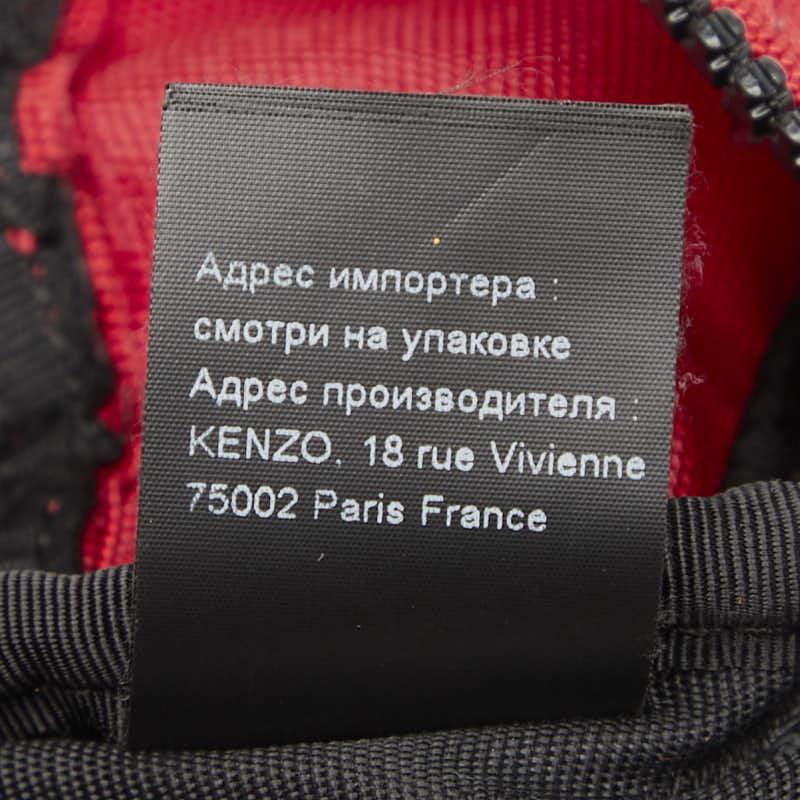 Адрес импортера :
смотри на упаковке
Адрес производителя :
KENZO. 18 rue Vivienne
75002 Paris France